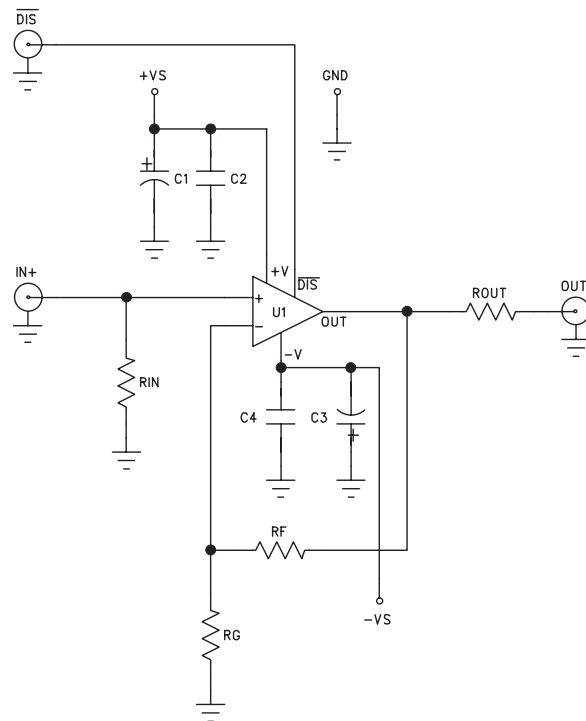 DIS
+VS
GND
+
C1
C2
IN+
+V
DIS
+
U1
−
OUT
ROUT
OUT
−V
RIN
C4
C3
+
RF
RG
−VS